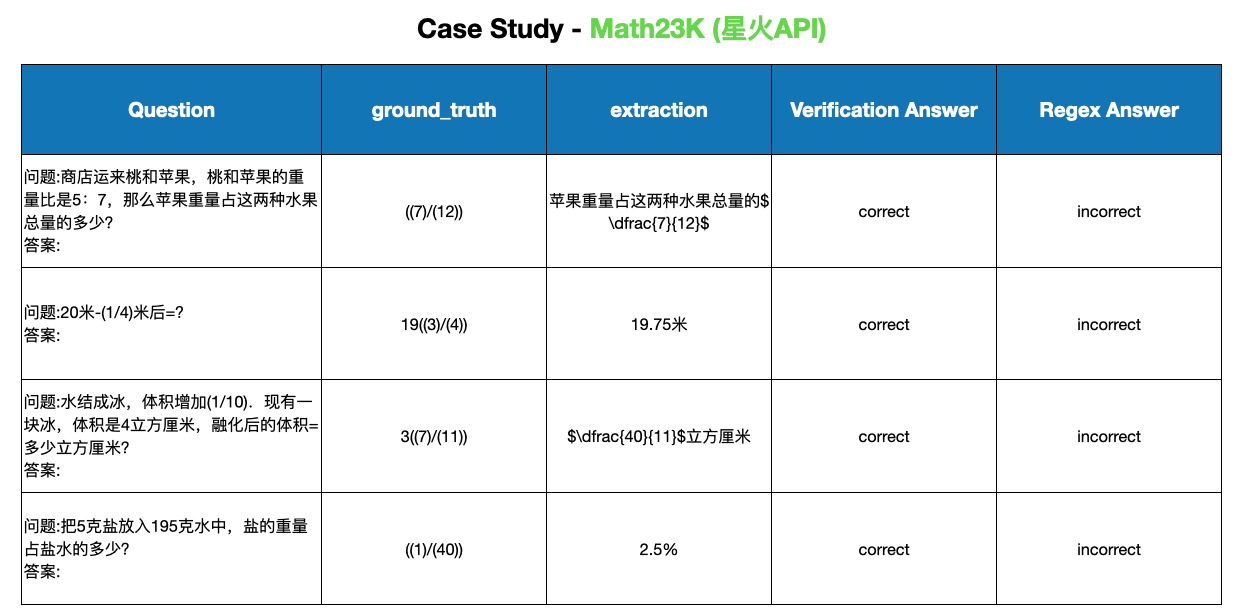 Case Study - Math23K (星火API)
Question
ground_truth
extraction
Verification Answer
Regex Answer
问题:商店运来桃和苹果，桃和苹果的重
量比是5：7，那么苹果重量占这两种水果
总量的多少?
答案:
((7)/(12))
苹果重量占这两种水果总量的$
\dfrac{7}{12}$
correct
incorrect
问题:20米-(1/4)米后=?
答案:
19((3)/(4))
19.75米
correct
incorrect
问题:水结成冰，体积增加(1/10)．现有一
块冰，体积是4立方厘米，融化后的体积=
多少立方厘米?
答案:
3((7)/(11))
$\dfrac{40}{11}$立方厘米
correct
incorrect
问题:把5克盐放入195克水中，盐的重量
占盐水的多少?
答案:
((1)/(40))
2.5%
correct
incorrect